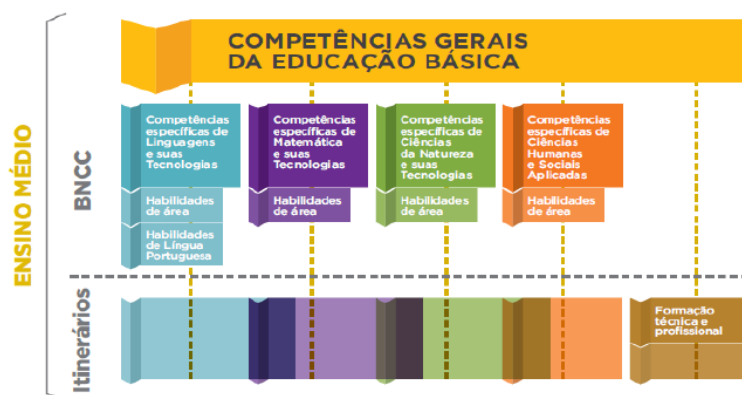 ENSINO MÉDIO
BNCC
COMPETÊNCIAS GERAIS
DA EDUCAÇÃO BÁSICA
Competências
específicas de
Linguagens
e suas
Tecnologias
Habilidades
de área
Habilidades
de Língua
Portuguesa
Competências
específicas de
Matemática
e suas
Tecnologias
Habilidades
de área
Competências
específicas de
Ciências
da Natureza
e suas
Tecnologias
Habilidades
de área
Competências
específicas de
Ciências
Humanas
e Sociais
Aplicadas
Habilidades
de área
Itinerários
Formação
técnica e
profissional